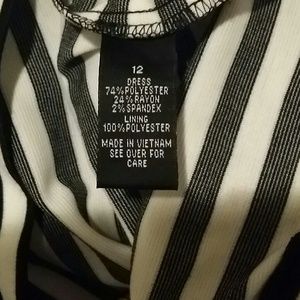 12
DRESS
74%POLYESTER
24%RAYON
2%SPANDEX
LINING
100%POLYESTER
MADE IN VIETNAM
SEE OVER FOR
CARE